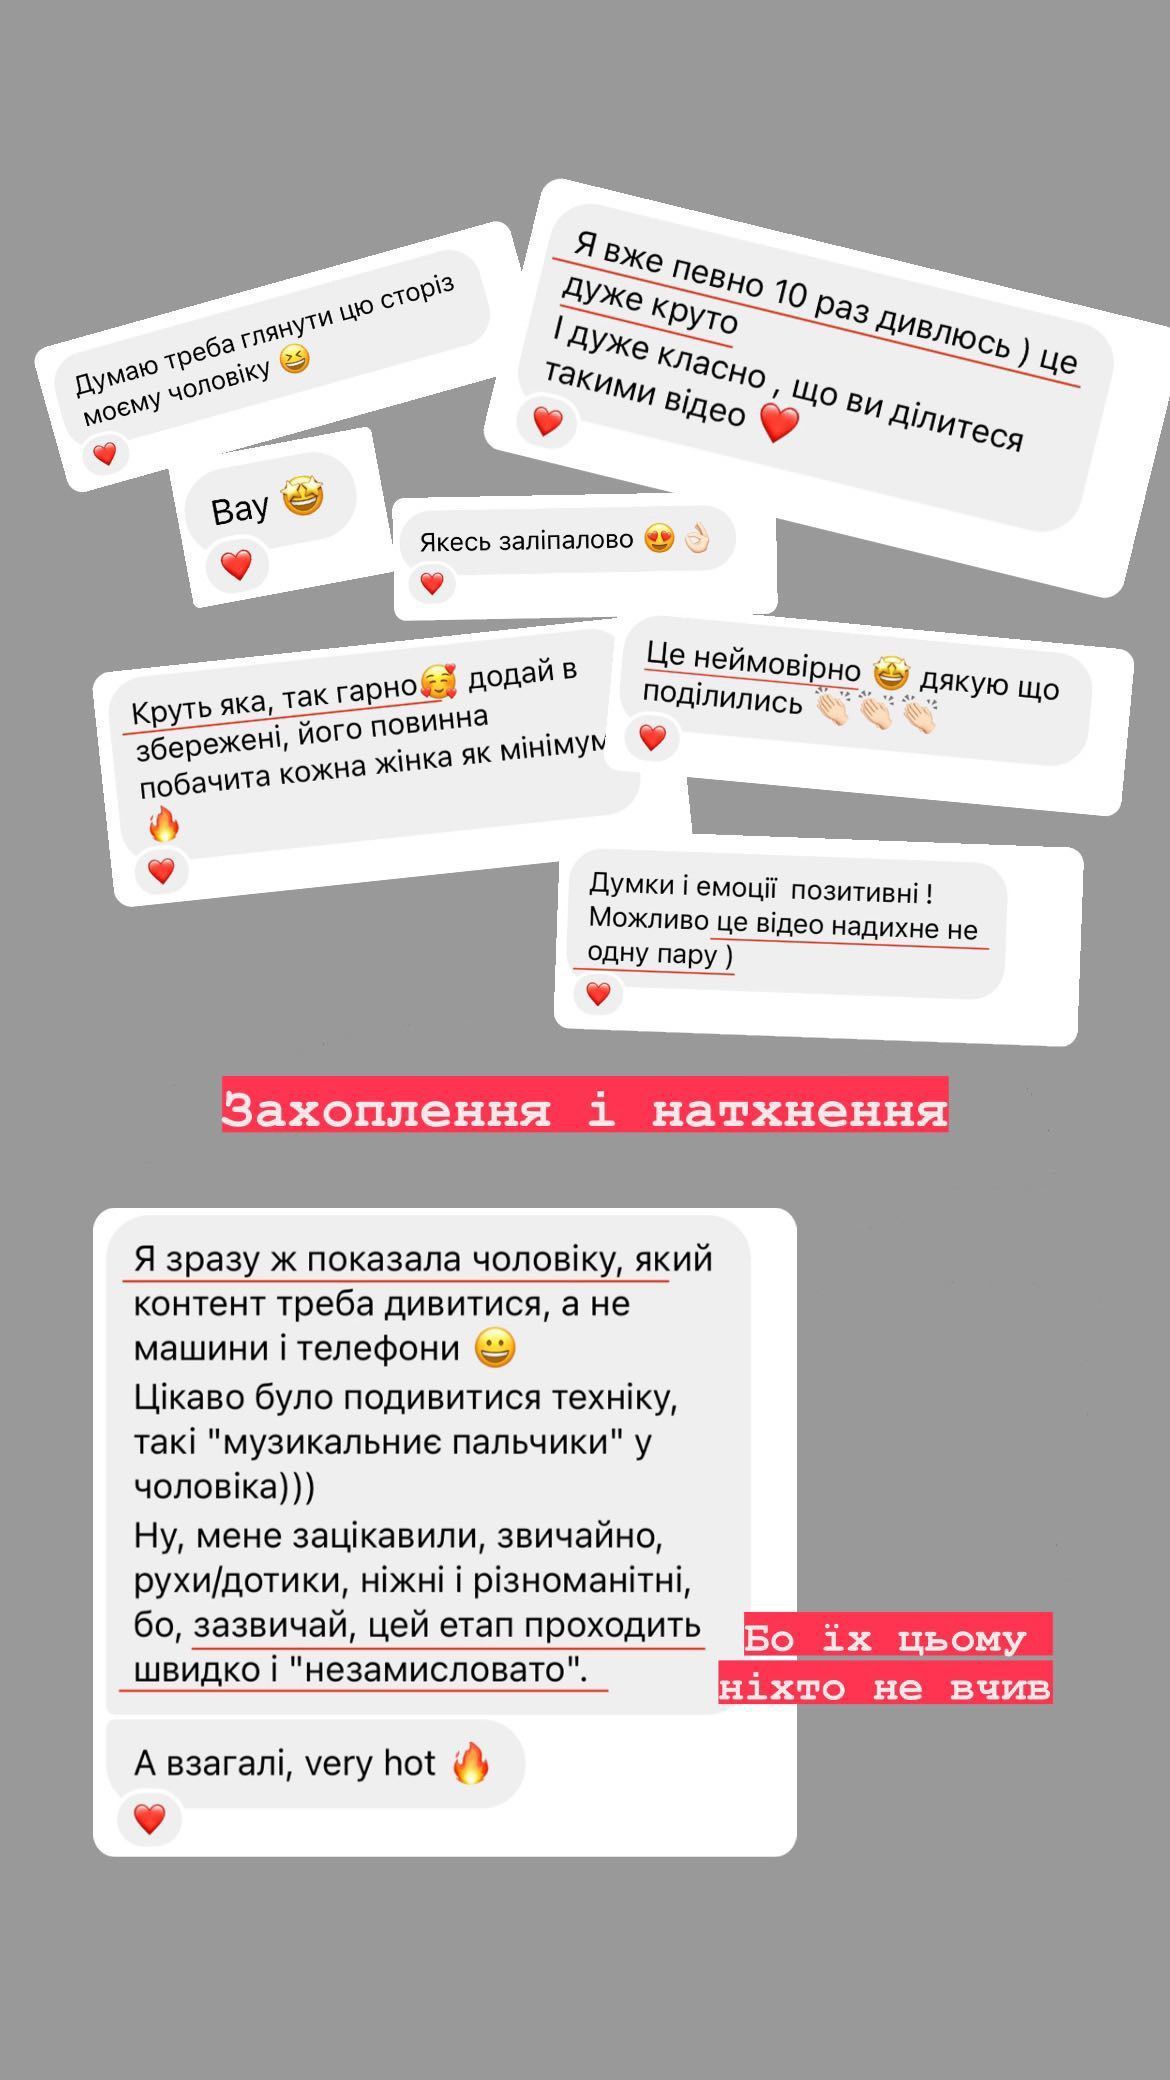 Думаю треба глянути цю сторіз
моєму чоловіку 😆
Я вже певно 10 раз дивлюсь ) це
дуже круто
І дуже класно , що ви ділитеся
такими відео ❤️
Вау 🤩
Якесь заліпалово 😍👌🏻
Круть яка, так гарно🥰 додай в
збережені, його повинна
побачита кожна жінка як мінімум
🔥
Це неймовірно 🤩 дякую що
поділились 👏🏻👏🏻👏🏻
Думки і емоції позитивні !
Можливо це відео надихне не
одну пару )
Захоплення і натхнення
Я зразу ж показала чоловіку, який
контент треба дивитися, а не
машини і телефони 😀
Цікаво було подивитися техніку,
такі "музикальниє пальчики" у
чоловіка)))
Ну, мене зацікавили, звичайно,
рухи/дотики, ніжні і різноманітні,
бо, зазвичай, цей етап проходить
швидко і "незамисловато".
Бо їх цьому
ніхто не вчив
А взагалі, very hot 🔥